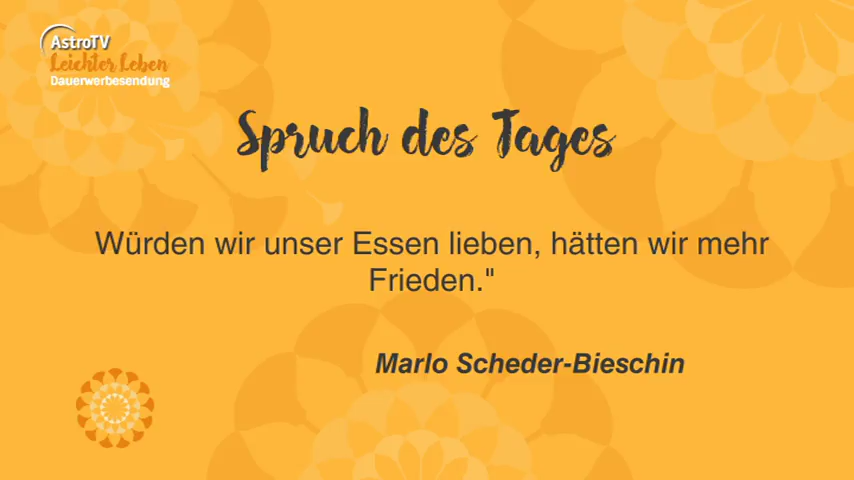 AstroTV
Leichter Leben
Dauerwerbesendung
Spruch des Tages
Würden wir unser Essen lieben, hätten wir mehr
Frieden."
Marlo Scheder-Bieschin